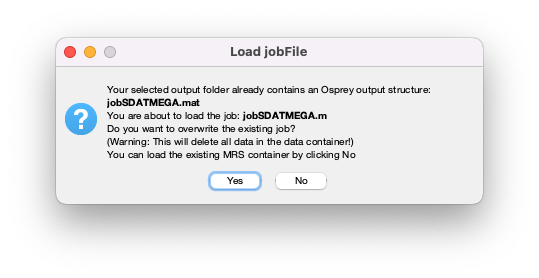 Load jobFile
Your selected output folder already contains an Osprey output structure:
jobSDATMEGA.mat
You are about to load the job: jobSDATMEGA.m
Do you want to overwrite the existing job?
(Warning: This will delete all data in the data container!)
You can load the existing MRS container by clicking No
?
Yes No